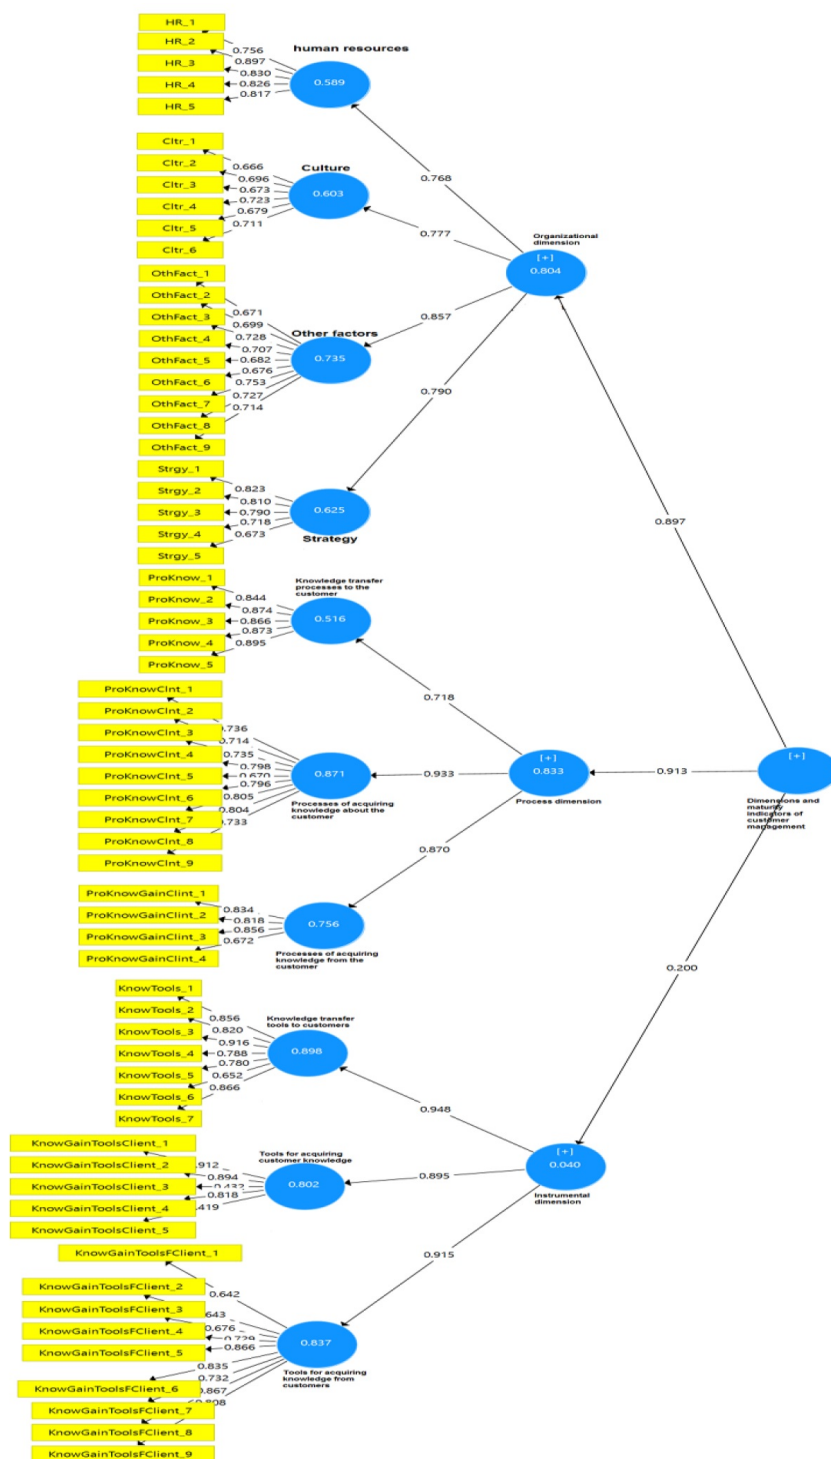 HR_1
HR_2
HR_3
HR_4
HR_5
0.756
0.897
0.830
0.826
0.817
human resources
0.589
Cltr_1
Cltr_2
Cltr_3
Cltr_4
Cltr_5
Cltr_6
0.666
0.696
0.673
0.723
0.679
0.711
Culture
0.603
0.768
0.777
Organizational
dimension
[+]
0.804
OthFact_1
OthFact_2
OthFact_3
OthFact_4
OthFact_5
OthFact_6
OthFact_7
OthFact_8
OthFact_9
0.671
0.699
0.728
0.707
0.682
0.676
0.753
0.727
0.714
Other factors
0.735
0.857
0.790
Strgy_1
Strgy_2
Strgy_3
Strgy_4
Strgy_5
0.823
0.810
0.790
0.718
0.673
0.625
Strategy
0.897
ProKnow_1
ProKnow_2
ProKnow_3
ProKnow_4
ProKnow_5
0.844
0.874
0.866
0.873
0.895
Knowledge transfer
processes to the
customer
0.516
0.718
ProKnowClnt_1
ProKnowClnt_2
ProKnowClnt_3
ProKnowClnt_4
ProKnowClnt_5
ProKnowClnt_6
ProKnowClnt_7
ProKnowClnt_8
ProKnowClnt_9
.736
0.714
0.735
0.798
0.670
0.796
0.805
0.804
.733
0.871
Processes of acquiring
knowledge about the
customer
0.933
[+]
0.833
Process dimension
0.913
[+]
Dimensions and
maturity
indicators of
customer
management
0.870
ProKnowGainClint_1
ProKnowGainClint_2
ProKnowGainClint_3
ProKnowGainClint_4
0.834
0.818
0.856
0.672
0.756
Processes of acquiring
knowledge from the
customer
0.200
KnowTools_1
KnowTools_2
KnowTools_3
KnowTools_4
KnowTools_5
KnowTools_6
KnowTools_7
0.856
0.820
0.916
0.788
0.780
0.652
0.866
Knowledge transfer
tools to customers
0.898
0.948
KnowGainToolsClient_1
KnowGainToolsClient_2
KnowGainToolsClient_3
KnowGainToolsClient_4
KnowGainToolsClient_5
.912
0.894
0.432
0.818
.419
Tools for acquiring
customer knowledge
0.802
0.895
[+]
0.040
Instrumental
dimension
0.915
KnowGainToolsFClient_1
KnowGainToolsFClient_2
KnowGainToolsFClient_3
KnowGainToolsFClient_4
KnowGainToolsFClient_5
KnowGainToolsFClient_6
KnowGainToolsFClient_7
KnowGainToolsFClient_8
KnowGainToolsFClient_9
0.642
.643
0.676
0.729
0.866
0.835
0.732
.867
.808
0.837
Tools for acquiring
knowledge from
customers